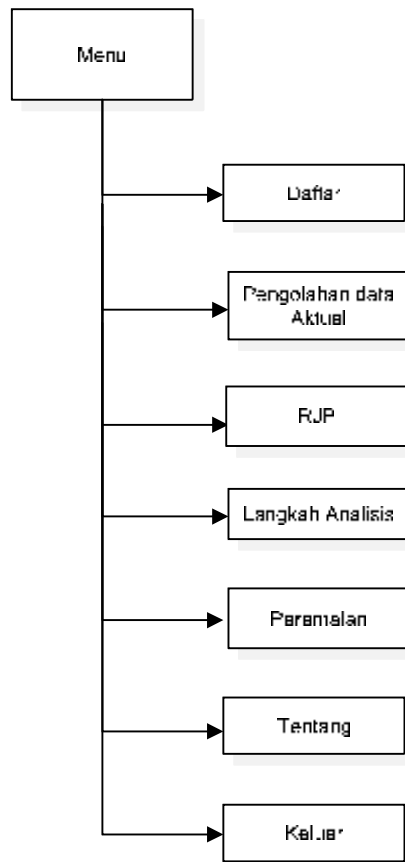 Menu
Daftar
Pengolahan data
Aktual
RJP
Langkah Analisis
Peramalan
Tentang
Keluar